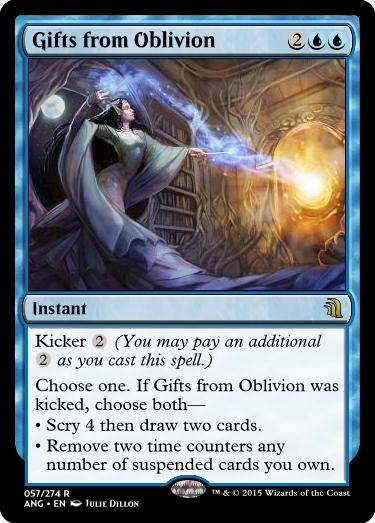 Gifts from Oblivion 2
Instant
Kicker 2 (You may pay an additional
2 as you cast this spell.)
Choose one. If Gifts from Oblivion was
kicked, choose both—
• Scry 4 then draw two cards.
• Remove two time counters any
number of suspended cards you own.
057/274 R
ANG • EN Julie Dillon
™ & © 2015 Wizards of the Coast